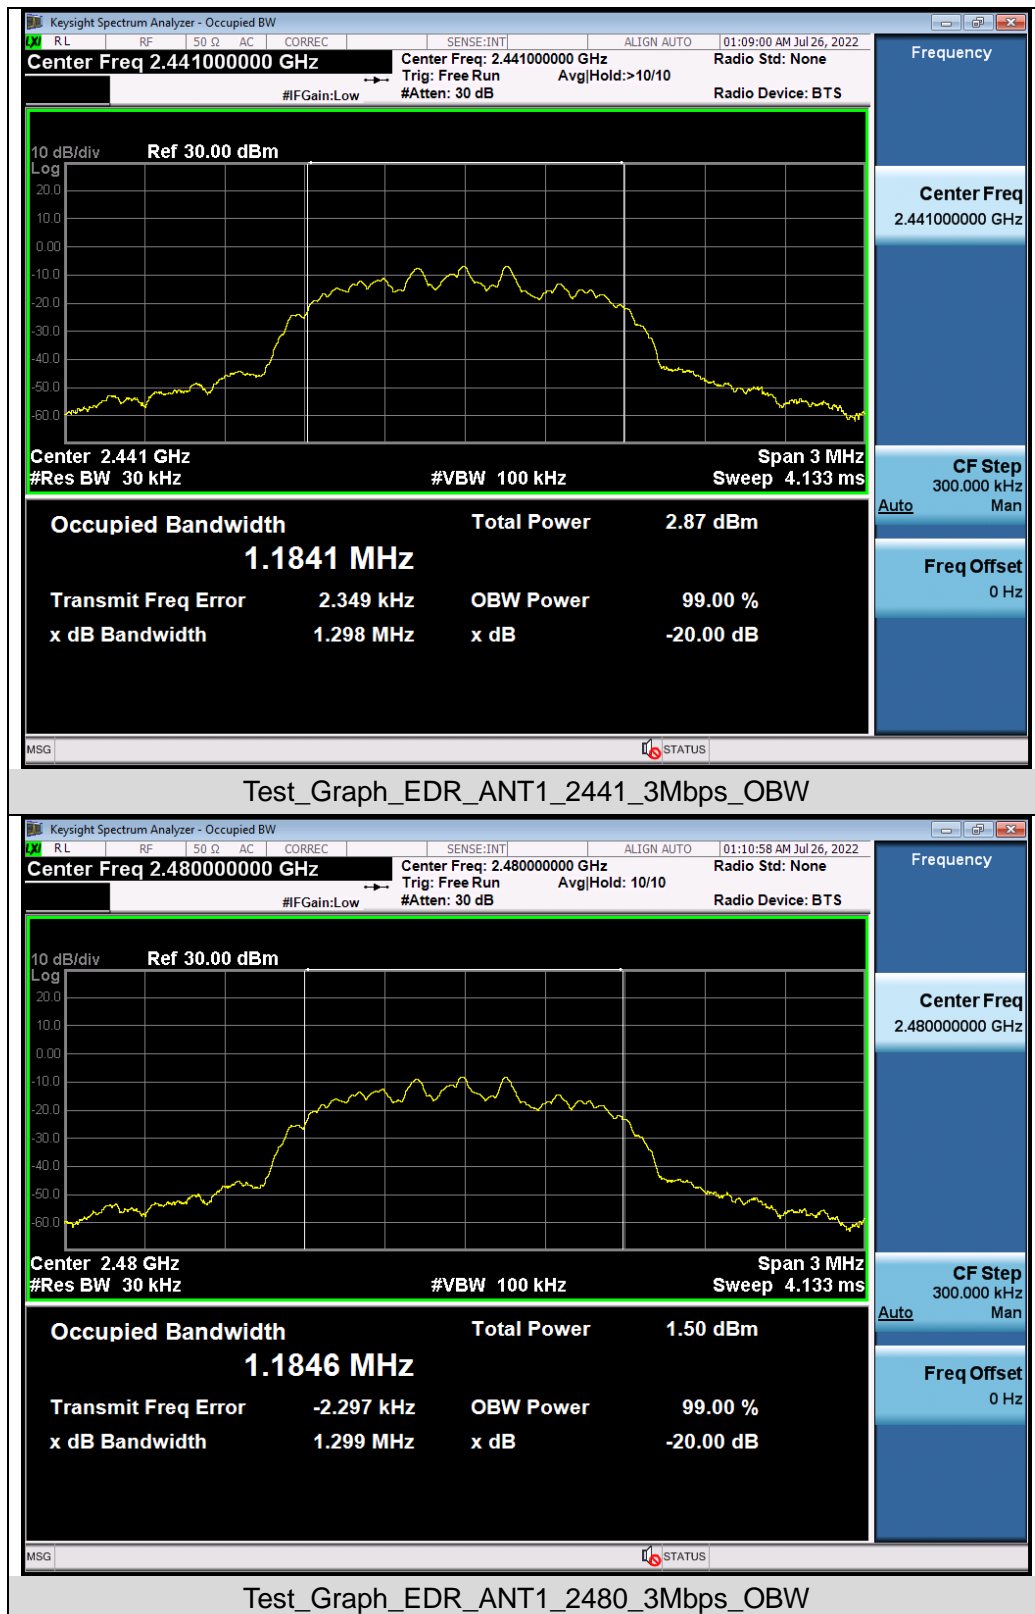 Keysight Spectrum Analyzer - Occupied BW
LXI RL RF 50 Ω AC CORREC SENSE:INT ALIGN AUTO 01:09:00 AM Jul 26, 2022
Center Freq 2.441000000 GHz
Center Freq: 2.441000000 GHz Radio Std: None
Trig: Free Run Avg|Hold:>10/10
#IFGain:Low #Atten: 30 dB Radio Device: BTS
Frequency
10 dB/div Ref 30.00 dBm
Log
20.0
10.0
0.00
-10.0
-20.0
-30.0
-40.0
-50.0
-60.0
Center 2.441 GHz Span 3 MHz
#Res BW 30 kHz #VBW 100 kHz Sweep 4.133 ms
Center Freq
2.441000000 GHz
CF Step
300.000 kHz
Auto Man
Freq Offset
0 Hz
Occupied Bandwidth Total Power 2.87 dBm
1.1841 MHz
Transmit Freq Error 2.349 kHz OBW Power 99.00 %
x dB Bandwidth 1.298 MHz x dB -20.00 dB
MSG STATUS
Test_Graph_EDR_ANT1_2441_3Mbps_OBW
Keysight Spectrum Analyzer - Occupied BW
LXI RL RF 50 Ω AC CORREC SENSE:INT ALIGN AUTO 01:10:58 AM Jul 26, 2022
Center Freq 2.480000000 GHz
Center Freq: 2.480000000 GHz Radio Std: None
Trig: Free Run Avg|Hold: 10/10
#IFGain:Low #Atten: 30 dB Radio Device: BTS
Frequency
10 dB/div Ref 30.00 dBm
Log
20.0
10.0
0.00
-10.0
-20.0
-30.0
-40.0
-50.0
-60.0
Center 2.48 GHz Span 3 MHz
#Res BW 30 kHz #VBW 100 kHz Sweep 4.133 ms
Center Freq
2.480000000 GHz
CF Step
300.000 kHz
Auto Man
Freq Offset
0 Hz
Occupied Bandwidth Total Power 1.50 dBm
1.1846 MHz
Transmit Freq Error -2.297 kHz OBW Power 99.00 %
x dB Bandwidth 1.299 MHz x dB -20.00 dB
MSG STATUS
Test_Graph_EDR_ANT1_2480_3Mbps_OBW